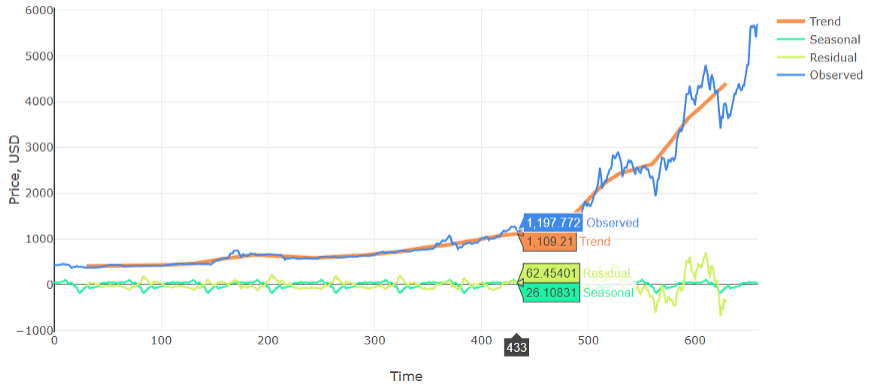 6000
5000
4000
3000
2000
1000
0
−1000
Price, USD
Trend
Seasonal
Residual
Observed
1,197.772 Observed
1,109.21 Trend
62.45401 Residual
26.10831 Seasonal
0 100 200 300 400 500 600
433
Time